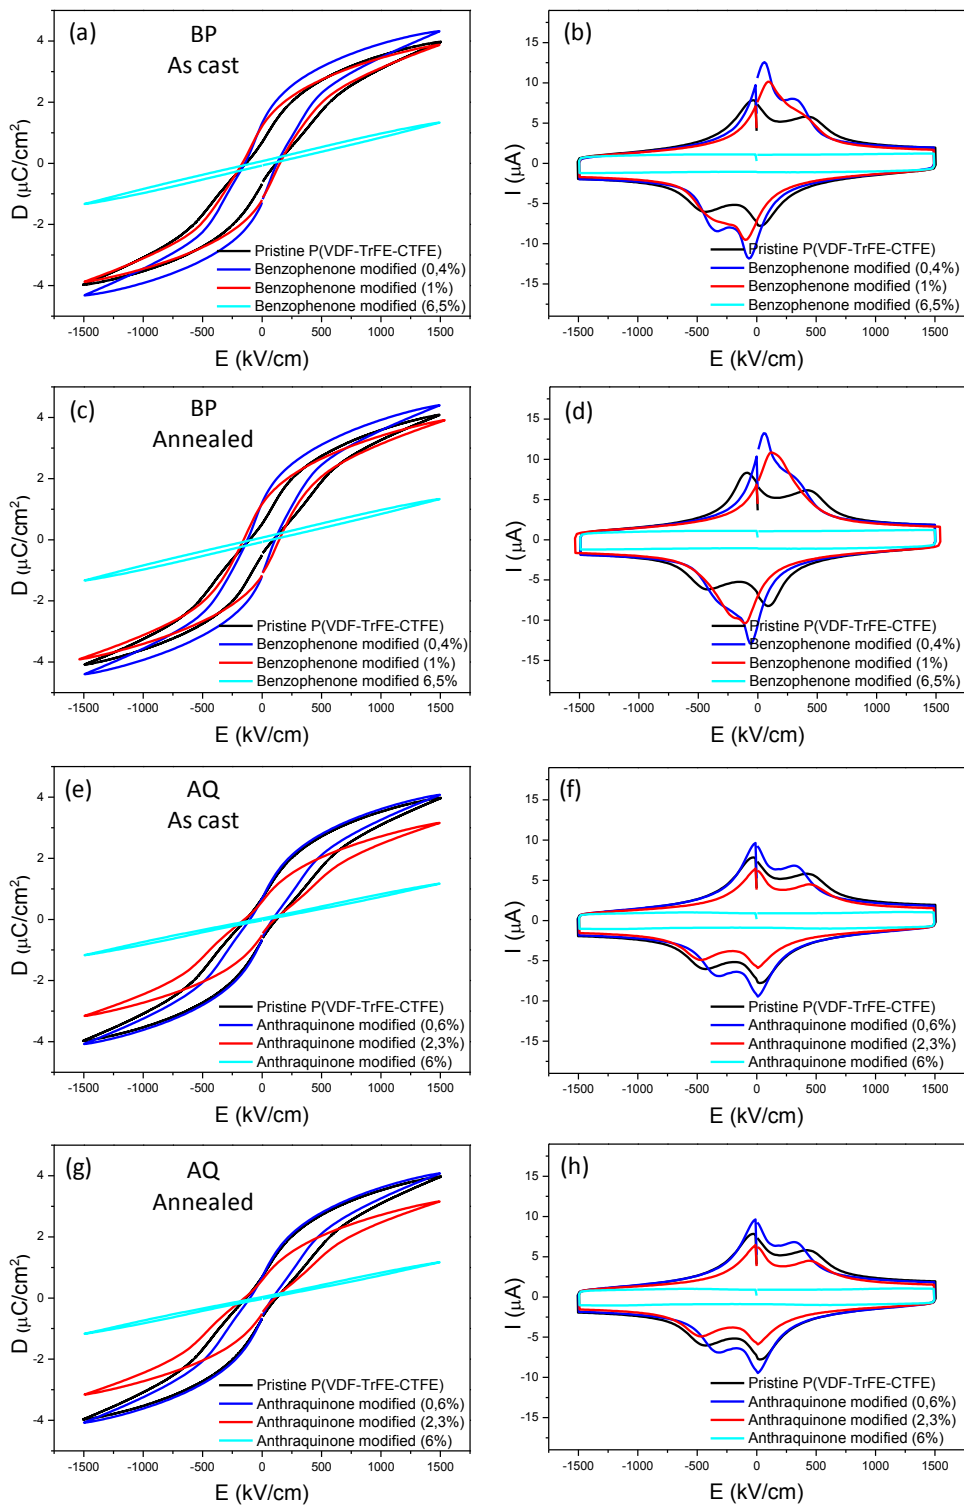 (a)
BP
As cast
4
2
0
-2
-4
D (μC/cm²)
Pristine P(VDF-TrFE-CTFE)
Benzophenone modified (0,4%)
Benzophenone modified (1%)
Benzophenone modified (6,5%)
-1500 -1000 -500 0 500 1000 1500
E (kV/cm)
(b)
15
10
5
0
-5
-10
-15
I (μA)
Pristine P(VDF-TrFE-CTFE)
Benzophenone modified (0,4%)
Benzophenone modified (1%)
Benzophenone modified (6,5%)
-1500 -1000 -500 0 500 1000 1500
E (kV/cm)
(c)
BP
Annealed
4
2
0
-2
-4
D (μC/cm²)
Pristine P(VDF-TrFE-CTFE)
Benzophenone modified (0,4%)
Benzophenone modified (1%)
Benzophenone modified 6,5%
-1500 -1000 -500 0 500 1000 1500
E (kV/cm)
(d)
15
10
5
0
-5
-10
-15
I (μA)
Pristine P(VDF-TrFE-CTFE)
Benzophenone modified (0,4%)
Benzophenone modified (1%)
Benzophenone modified (6,5%)
-1500 -1000 -500 0 500 1000 1500
E (kV/cm)
(e)
AQ
As cast
4
2
0
-2
-4
D (μC/cm²)
Pristine P(VDF-TrFE-CTFE)
Anthraquinone modified (0,6%)
Anthraquinone modified (2,3%)
Anthraquinone modified (6%)
-1500 -1000 -500 0 500 1000 1500
E (kV/cm)
(f)
15
10
5
0
-5
-10
-15
I (μA)
Pristine P(VDF-TrFE-CTFE)
Anthraquinone modified (0,6%)
Anthraquinone modified (2,3%)
Anthraquinone modified (6%)
-1500 -1000 -500 0 500 1000 1500
E (kV/cm)
(g)
AQ
Annealed
4
2
0
-2
-4
D (μC/cm²)
Pristine P(VDF-TrFE-CTFE)
Anthraquinone modified (0,6%)
Anthraquinone modified (2,3%)
Anthraquinone modified (6%)
-1500 -1000 -500 0 500 1000 1500
E (kV/cm)
(h)
15
10
5
0
-5
-10
-15
I (μA)
Pristine P(VDF-TrFE-CTFE)
Anthraquinone modified (0,6%)
Anthraquinone modified (2,3%)
Anthraquinone modified (6%)
-1500 -1000 -500 0 500 1000 1500
E (kV/cm)